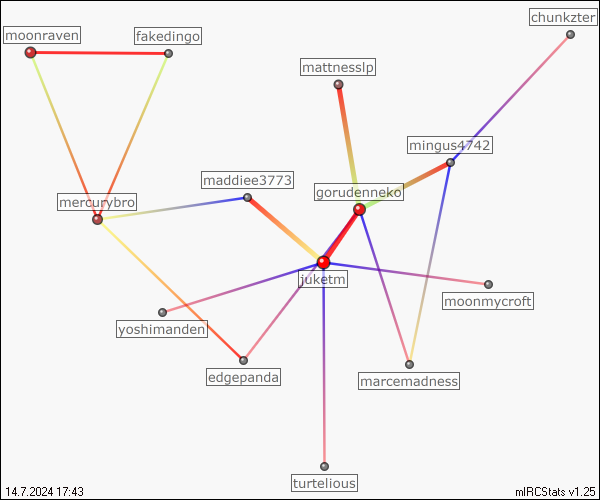 chunkzter
moonraven
fakedingo
mattnesslp
mingus4742
maddiee3773
gorudenneko
mercurybro
juketm
moonmycroft
yoshimanden
edgepanda
marcemadness
turtelious
14.7.2024 17:43
mIRCStats v1.25